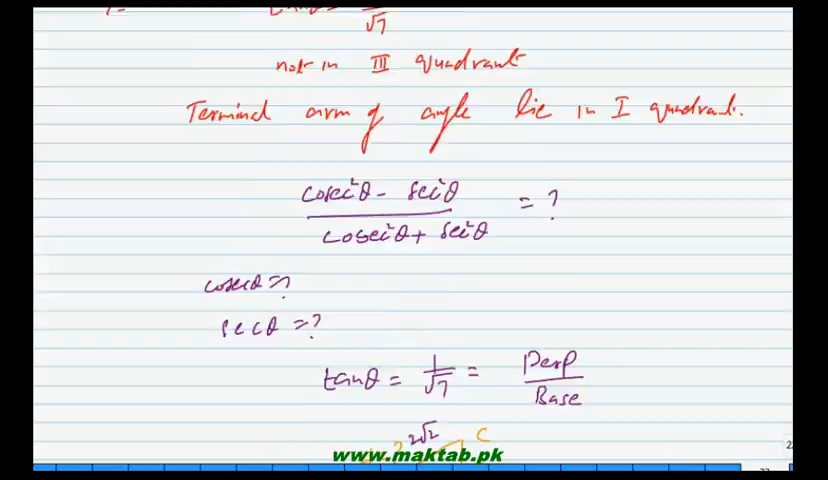 √7
not in III quadrant
Terminal arm of angle lie in I quadrant.
cosec²θ - sec²θ = ?
cosec²θ + sec²θ
cosecθ = ?
secθ = ?
tanθ = 1/√7 = Perp/Base
2√2 C
www.maktab.pk